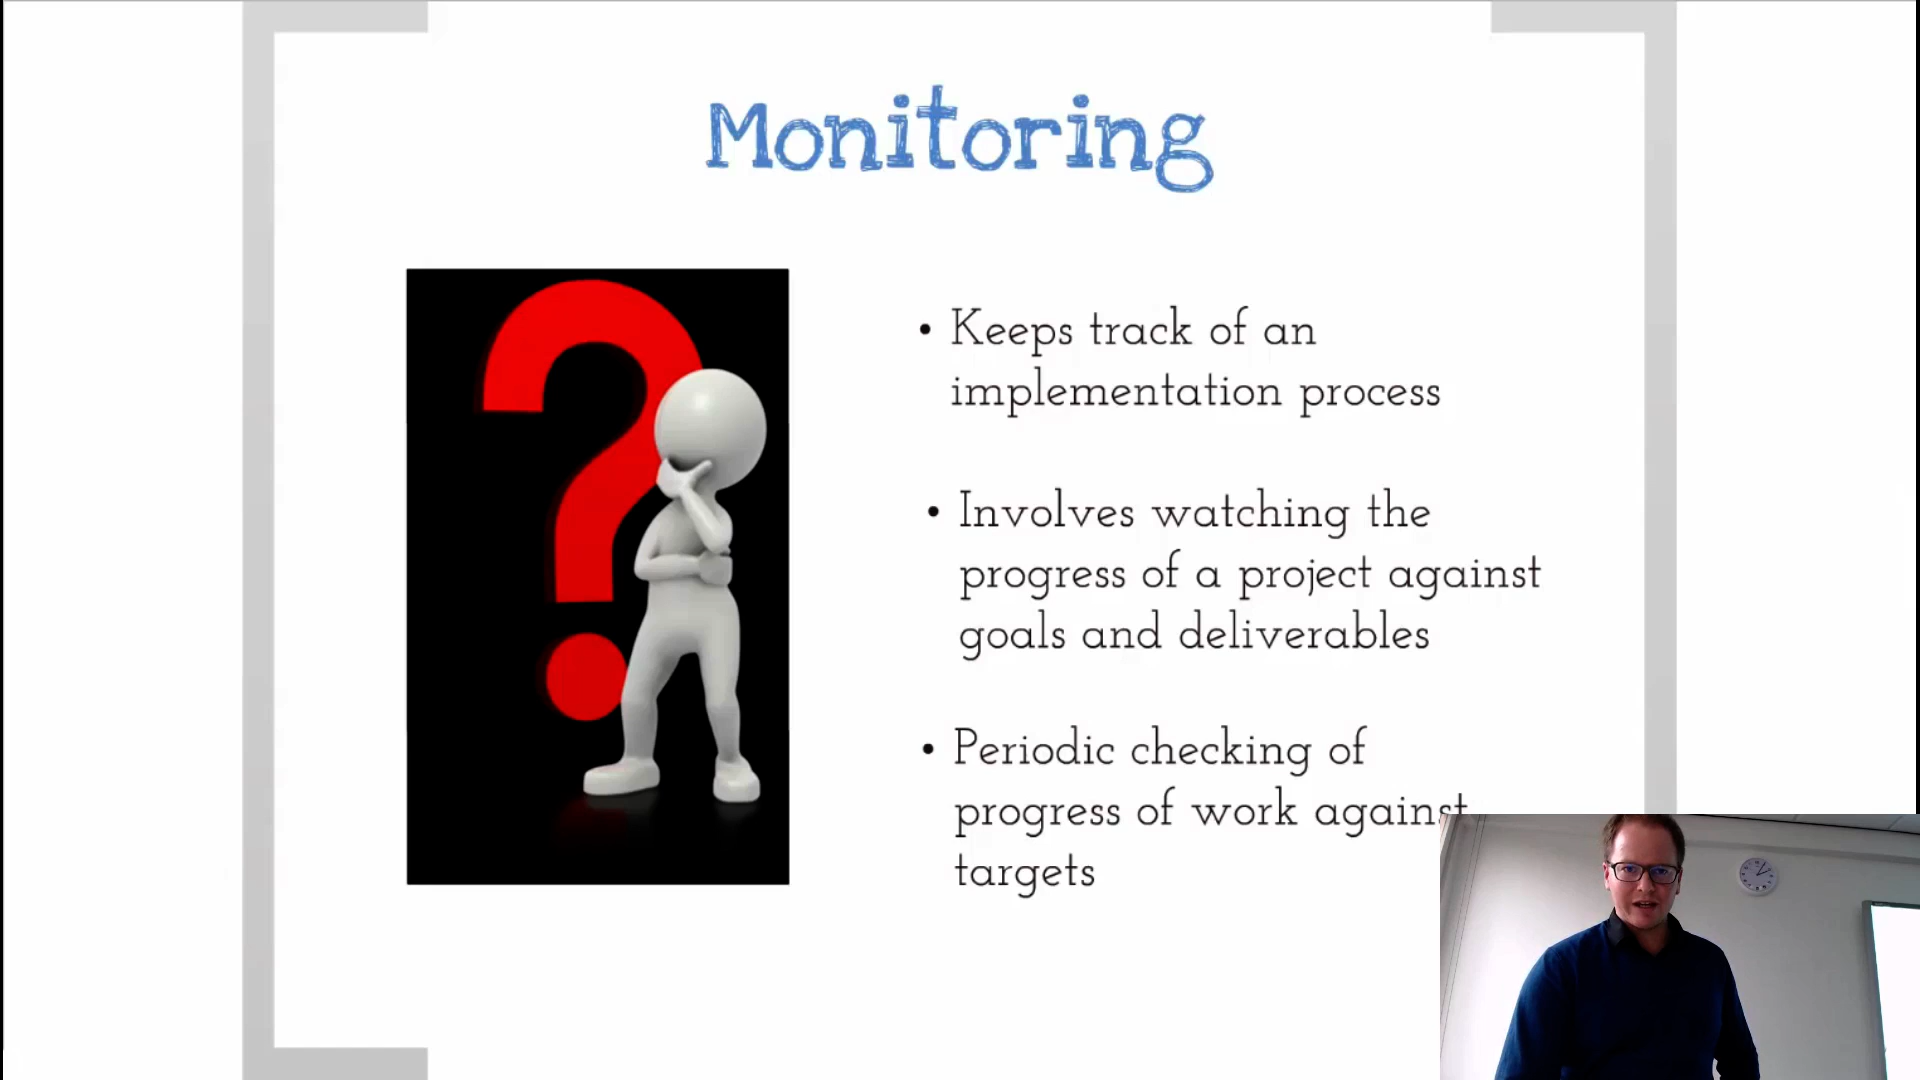 Monitoring
• Keeps track of an
implementation process
• Involves watching the
progress of a project against
goals and deliverables
• Periodic checking of
progress of work against
targets